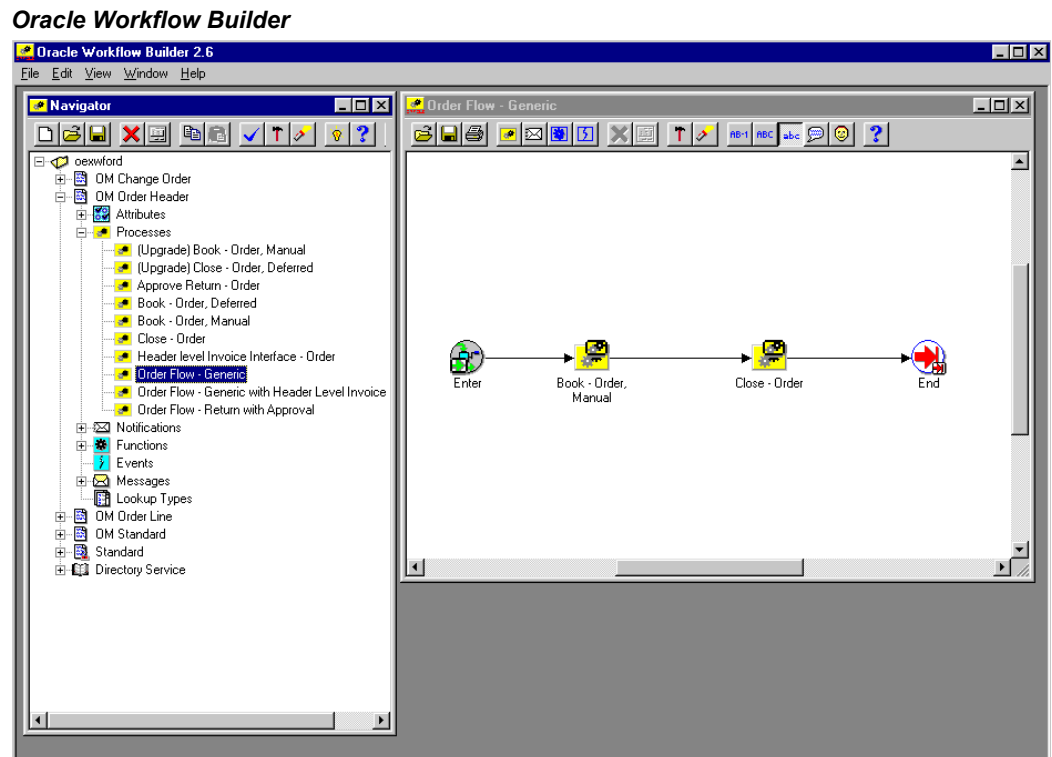 Oracle Workflow Builder
Oracle Workflow Builder 2.6
File Edit View Window Help
Navigator
oexwford
OM Change Order
OM Order Header
Attributes
Processes
(Upgrade) Book - Order, Manual
(Upgrade) Close - Order, Deferred
Approve Return - Order
Book - Order, Deferred
Book - Order, Manual
Close - Order
Header level Invoice Interface - Order
Order Flow - Generic
Order Flow - Generic with Header Level Invoice
Order Flow - Return with Approval
Notifications
Functions
Events
Messages
Lookup Types
OM Order Line
OM Standard
Standard
Directory Service
Order Flow - Generic
AB-1 ABC abc
Enter
Book - Order,
Manual
Close - Order
End